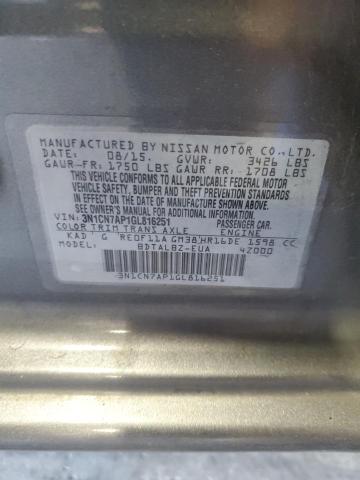 MANUFACTURED BY NISSAN MOTOR CO., LTD.
DATE: 08/15. GVWR: 3426 LBS
GAWR-FR: 1750 LBS GAWR RR: 1708 LBS
THIS VEHICLE CONFORMS TO ALL APPLICABLE FEDERAL MOTOR
VEHICLE SAFETY, BUMPER AND THEFT PREVENTION STANDARDS
IN EFFECT ON THE DATE OF MANUFACTURE SHOWN ABOVE.
SEE OWNER'S MANUAL FOR ADDITIONAL INFORMATION
VIN: 3N1CN7AP1GL816251 PASSENGER CAR.
COLOR TRIM TRANS AXLE ENGINE
KAD G RE0F11A GM38 HR16DE 1598 CC
MODEL: BDTALBZ-EUA 4Z000
3N1CN7AP1GL816251